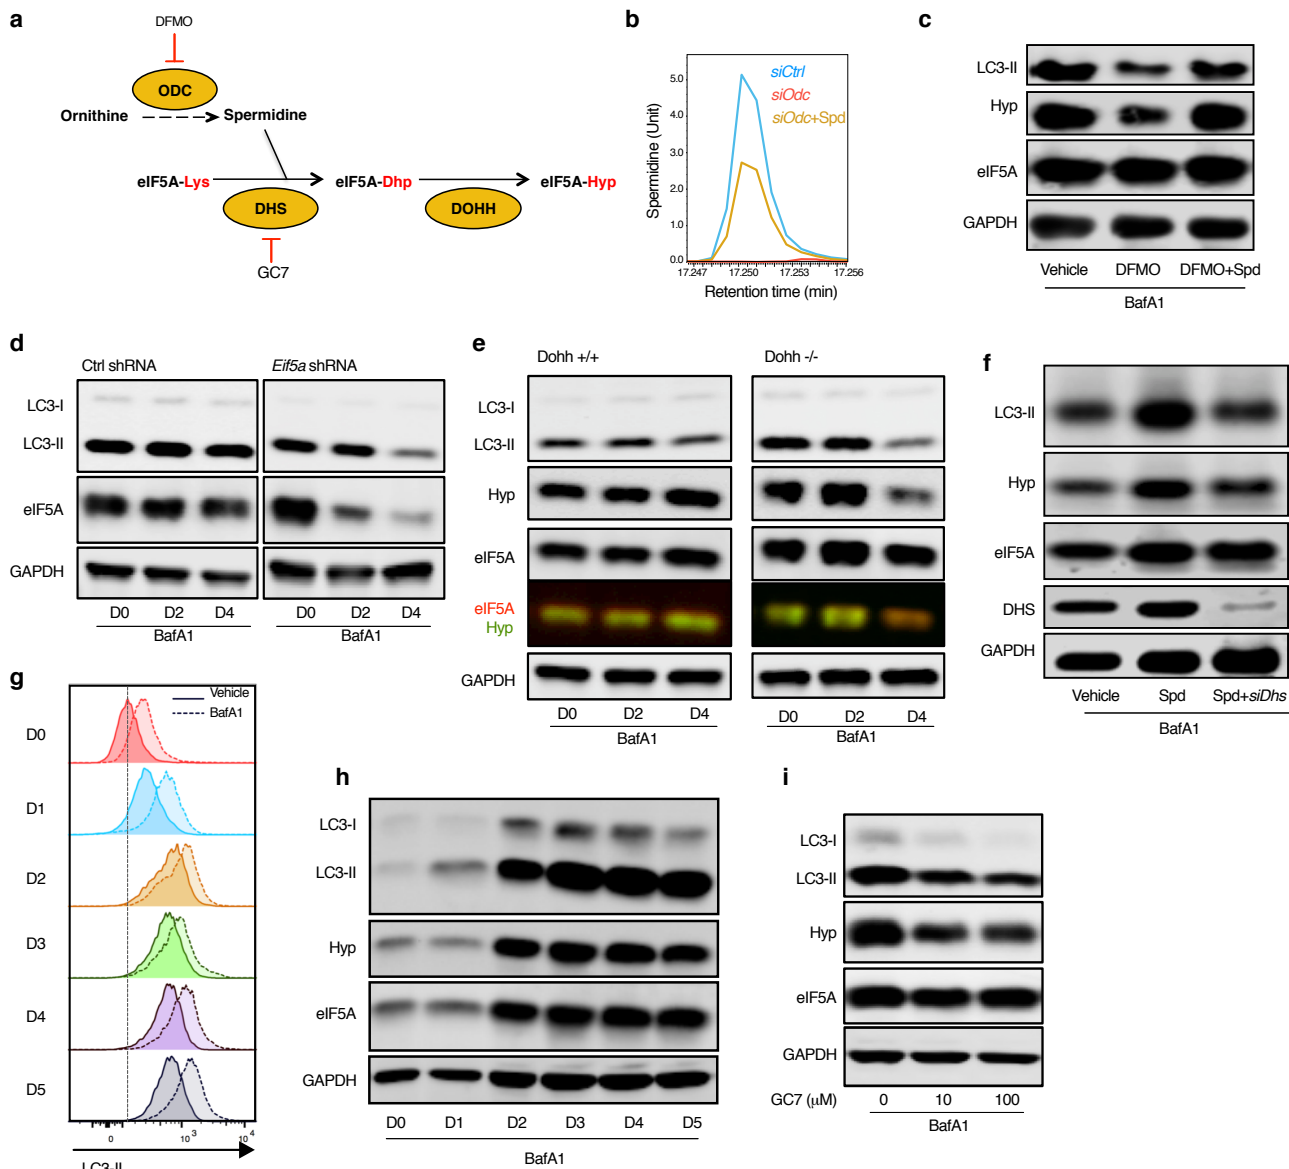 a
DFMO
ODC
Ornithine
Spermidine
eIF5A-Lys
eIF5A-Dhp
eIF5A-Hyp
DHS
DOHH
GC7
b
siCtrl
siOdc
siOdc+Spd
Spermidine (Unit)
5.0
4.0
3.0
2.0
1.0
0.0
17.247
17.250
17.253
17.256
Retention time (min)
c
LC3-II
Hyp
eIF5A
GAPDH
Vehicle
DFMO
DFMO+Spd
BafA1
d
Ctrl shRNA
Eif5a shRNA
LC3-I
LC3-II
eIF5A
GAPDH
D0
D2
D4
D0
D2
D4
BafA1
BafA1
e
Dohh +/+
Dohh -/-
LC3-I
LC3-II
Hyp
eIF5A
eIF5A
Hyp
GAPDH
D0
D2
D4
D0
D2
D4
BafA1
BafA1
f
LC3-II
Hyp
eIF5A
DHS
GAPDH
Vehicle
Spd
Spd+siDhs
BafA1
g
Vehicle
BafA1
D0
D1
D2
D3
D4
D5
0
10³
10⁴
LC3-II
h
LC3-I
LC3-II
Hyp
eIF5A
GAPDH
D0
D1
D2
D3
D4
D5
BafA1
i
LC3-I
LC3-II
Hyp
eIF5A
GAPDH
GC7 (μM)
0
10
100
BafA1